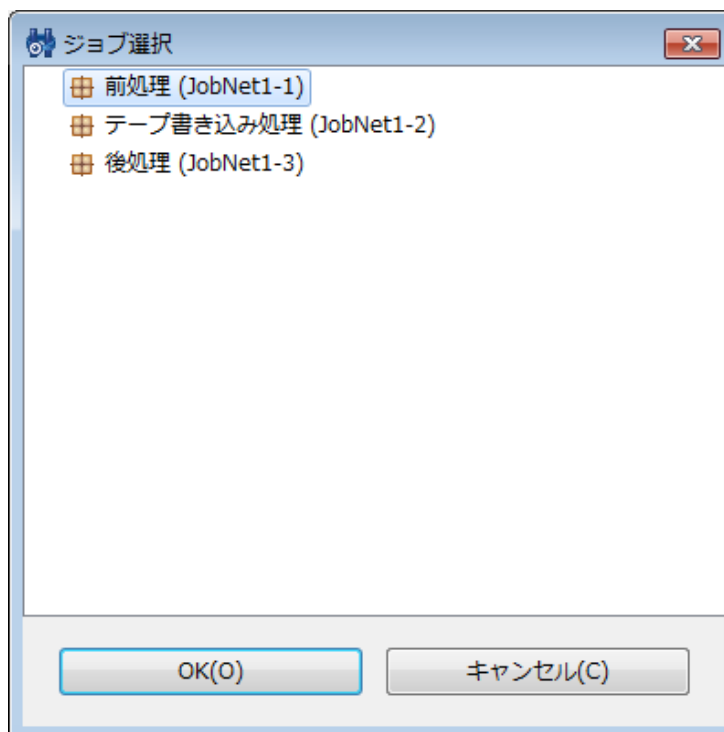 ジョブ選択
前処理 (JobNet1-1)
テープ書き込み処理 (JobNet1-2)
後処理 (JobNet1-3)
OK(O)
キャンセル(C)